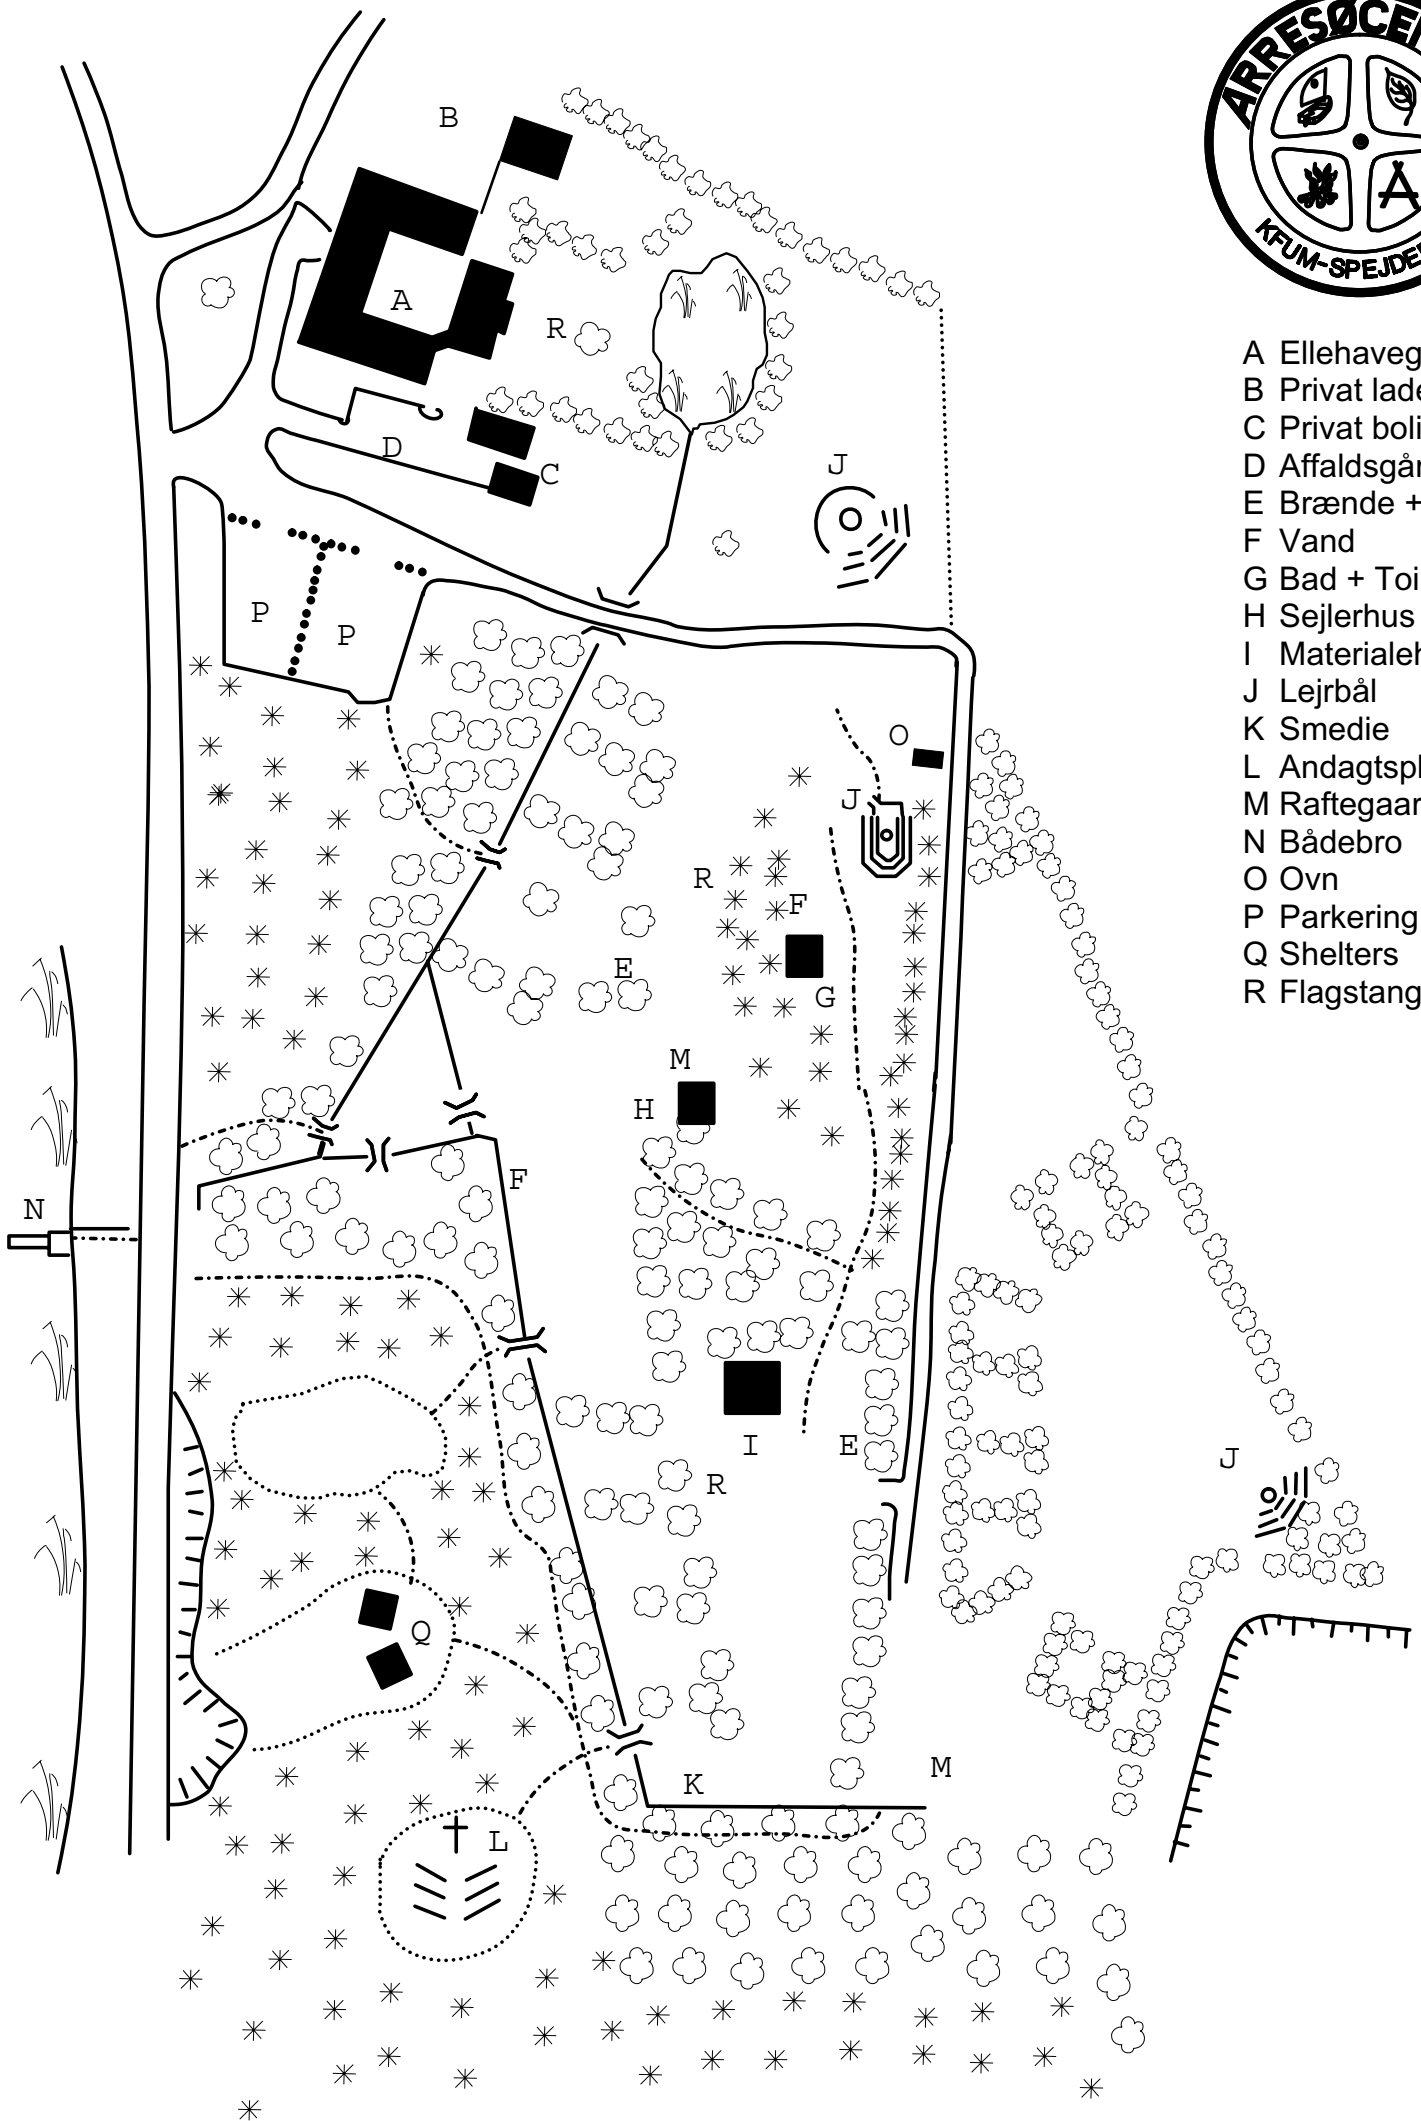 B
A
R
D
C
J
P
P
O
J
R
F
E
G
M
H
F
N
J
I
E
R
Q
M
K
L
KFUM-SPEJDE
A Ellehaveg
B Privat lade
C Privat boli
D Affaldsgår
E Brænde +
F Vand
G Bad + Toi
H Sejlerhus
I Materialeh
J Lejrbål
K Smedie
L Andagtspl
M Raftegaar
N Bådebro
O Ovn
P Parkering
Q Shelters
R Flagstang